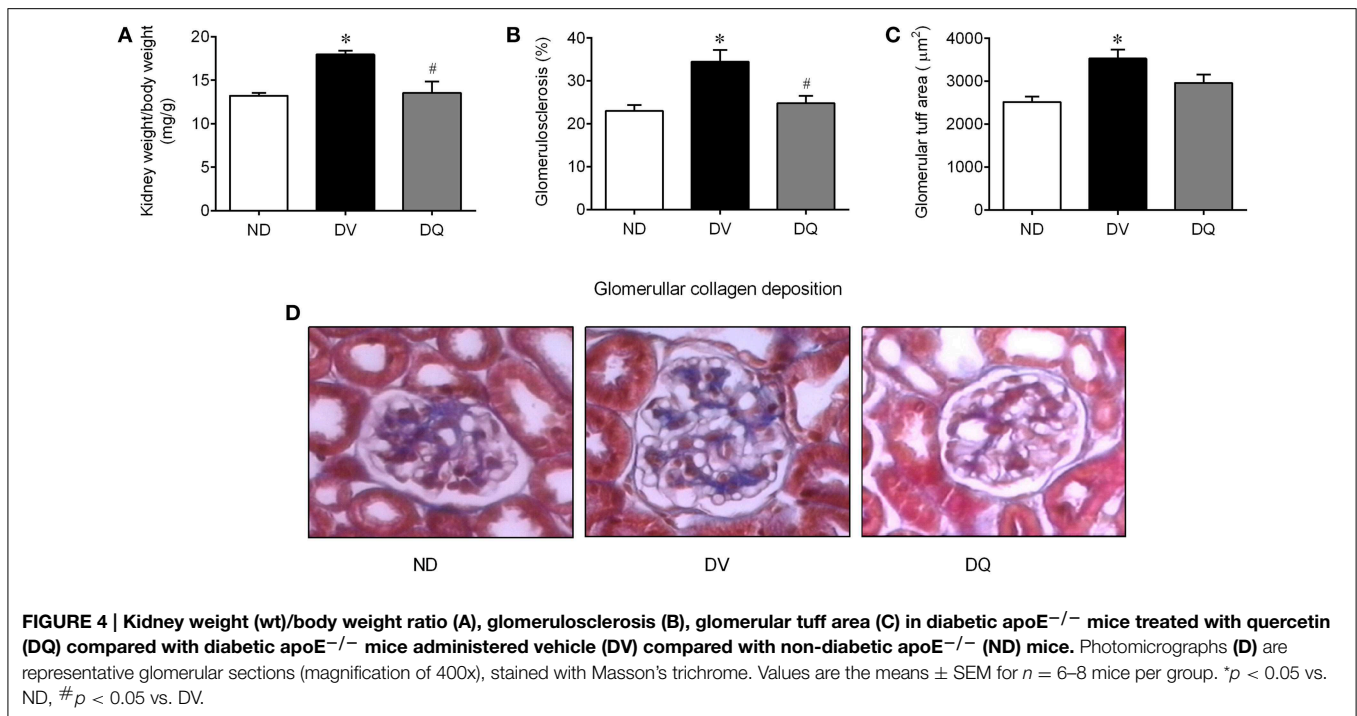 A
Kidney weight/body weight
(mg/g)
20
15
10
5
0
*
#
ND DV DQ
B
Glomerulosclerosis (%)
40
30
20
10
0
*
#
ND DV DQ
C
Glomerular tuff area ( μm²)
4000
3000
2000
1000
0
*
ND DV DQ
Glomerullar collagen deposition
D
ND DV DQ
FIGURE 4 | Kidney weight (wt)/body weight ratio (A), glomerulosclerosis (B), glomerular tuff area (C) in diabetic apoE−/− mice treated with quercetin
(DQ) compared with diabetic apoE−/− mice administered vehicle (DV) compared with non-diabetic apoE−/− (ND) mice. Photomicrographs (D) are
representative glomerular sections (magnification of 400x), stained with Masson's trichrome. Values are the means ± SEM for n = 6–8 mice per group. *p < 0.05 vs.
ND, #p < 0.05 vs. DV.